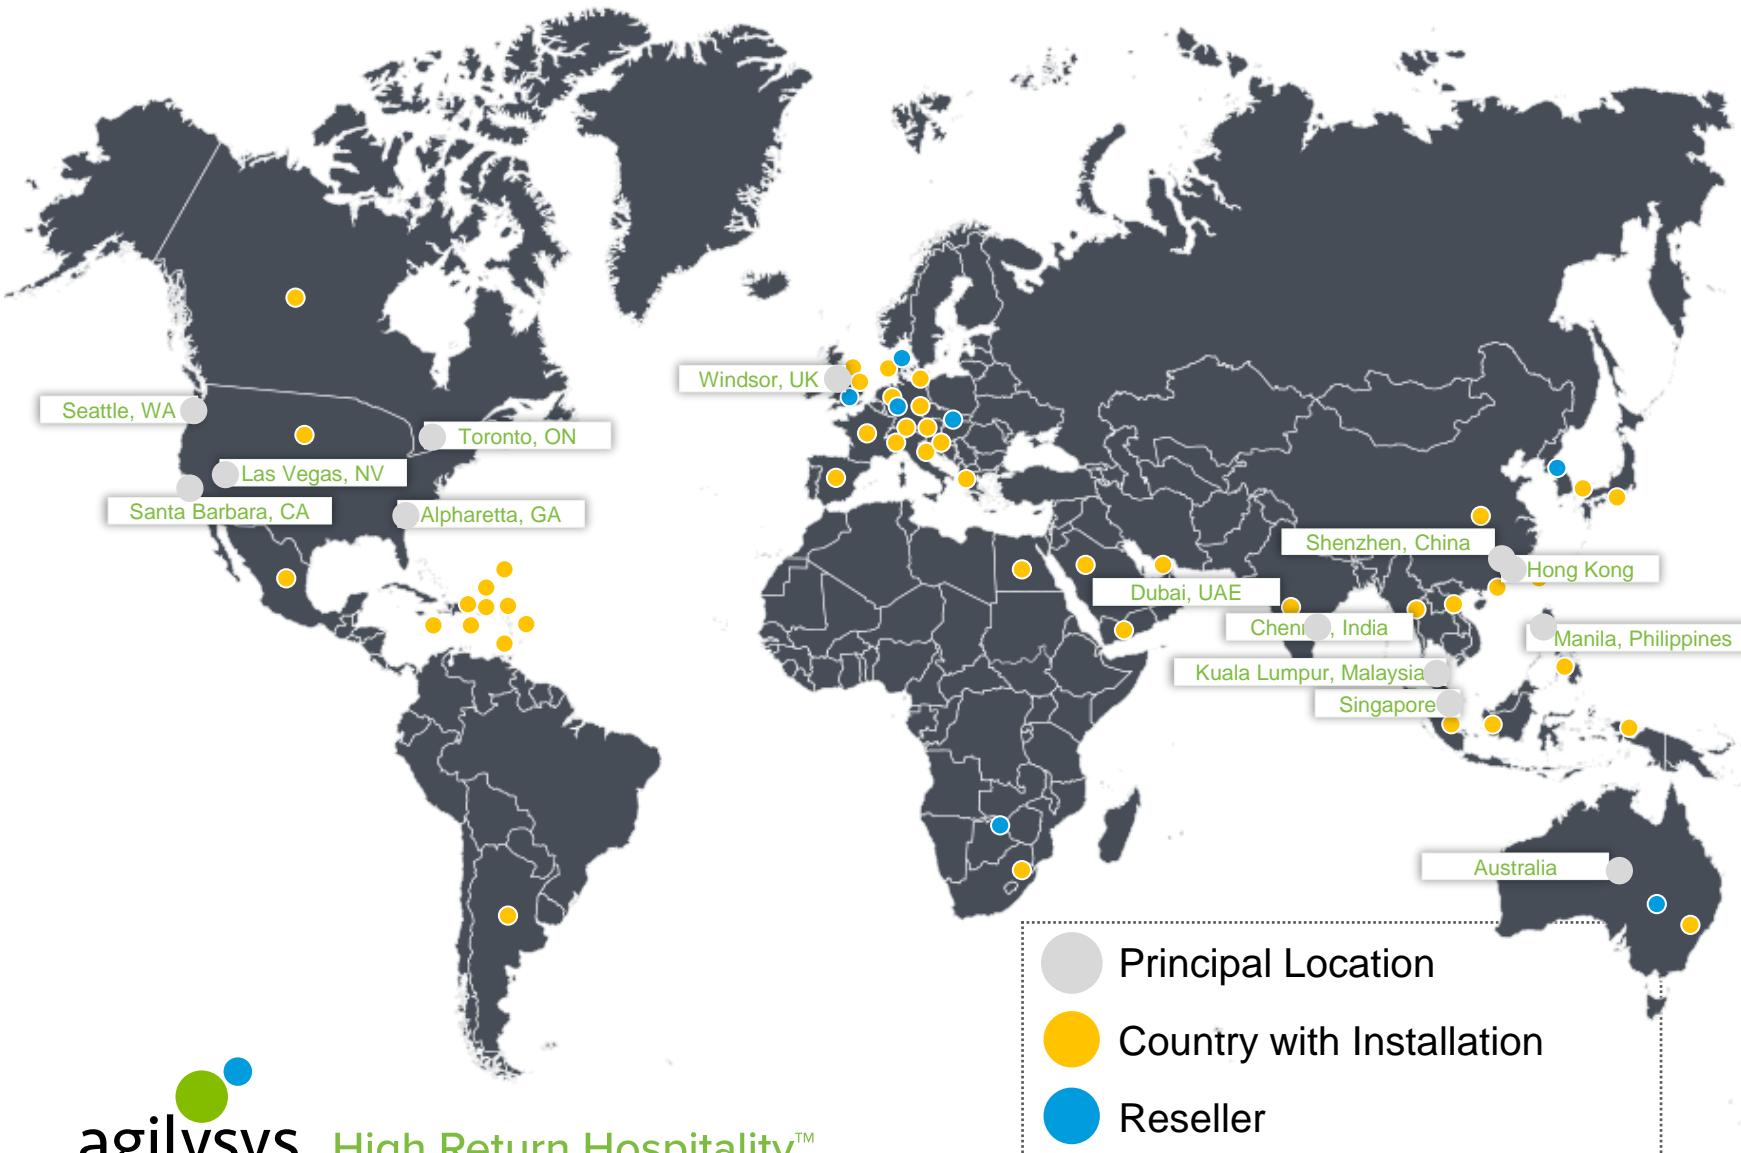 Windsor, UK
Seattle, WA
Toronto, ON
Las Vegas, NV
Santa Barbara, CA
Alpharetta, GA
Shenzhen, China
Hong Kong
Dubai, UAE
Chen , India
Manila, Philippines
Kuala Lumpur, Malaysia
Singapore
Australia
Principal Location
Country with Installation
Reseller
agilysys High Return Hospitality™